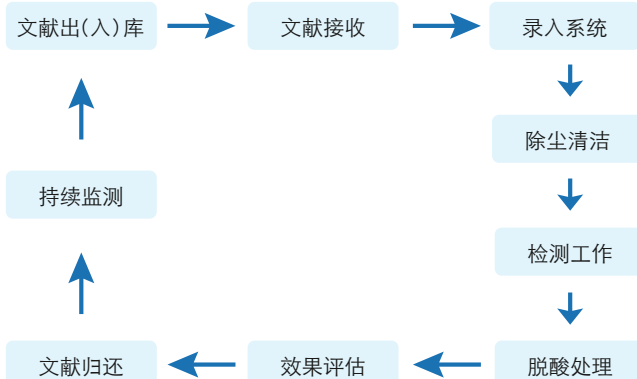 文献出(入)库
文献接收
录入系统
除尘清洁
持续监测
检测工作
文献归还
效果评估
脱酸处理